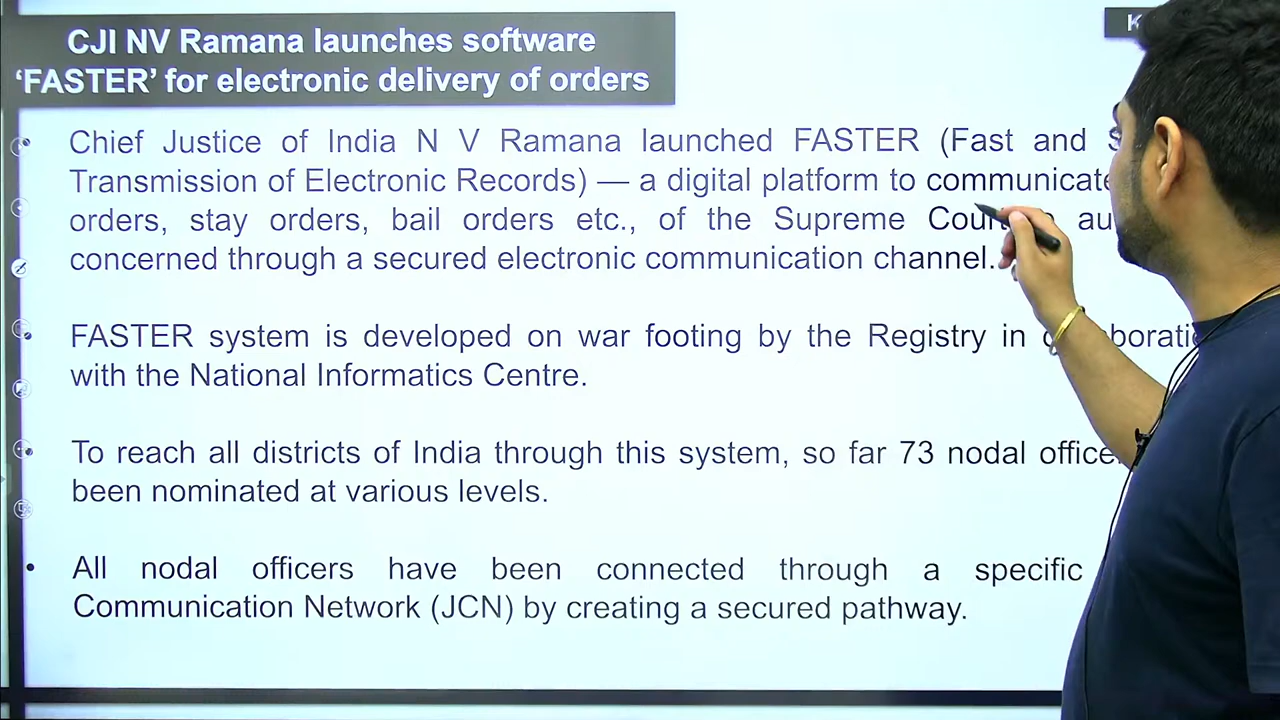 CJI NV Ramana launches software
‘FASTER’ for electronic delivery of orders
K
• Chief Justice of India N V Ramana launched FASTER (Fast and
Transmission of Electronic Records) — a digital platform to communicate
orders, stay orders, bail orders etc., of the Supreme
concerned through a secured electronic communication channel.
• FASTER system is developed on war footing by the Registry in
with the National Informatics Centre.
• To reach all districts of India through this system, so far 73 nodal
been nominated at various levels.
• All nodal officers have been connected through a specific
Communication Network (JCN) by creating a secured pathway.